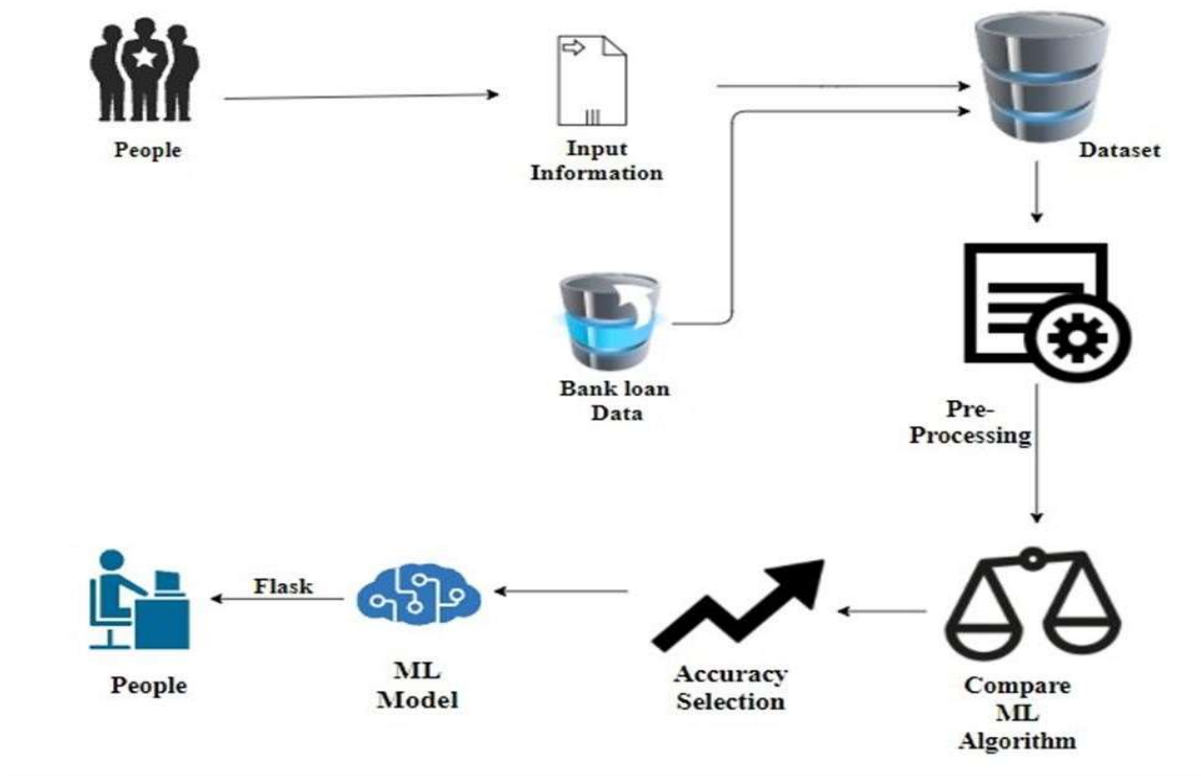 People
Input
Information
Dataset
Bank loan
Data
Pre-
Processing
Flask
People
ML
Model
Accuracy
Selection
Compare
ML
Algorithm